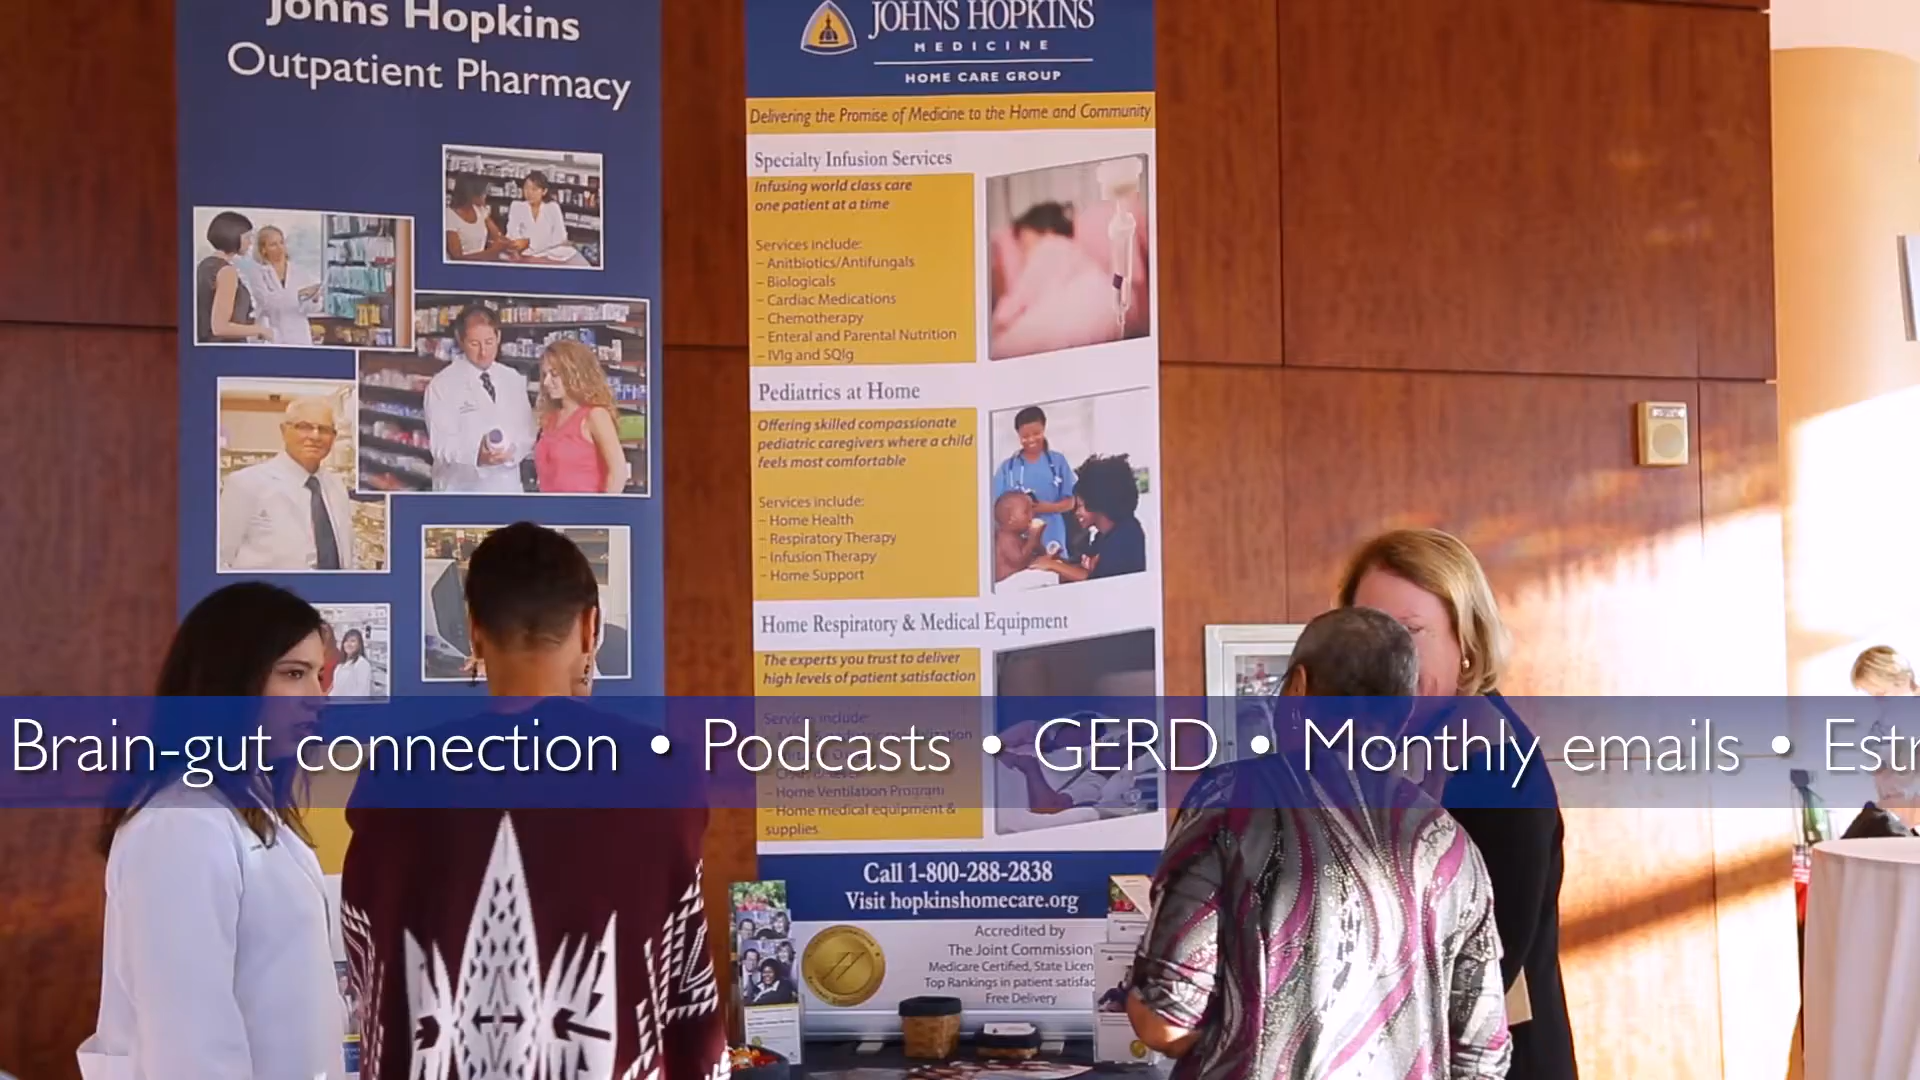 Johns Hopkins
Outpatient Pharmacy
JOHNS HOPKINS
MEDICINE
HOME CARE GROUP
Delivering the Promise of Medicine to the Home and Community
Specialty Infusion Services
Infusing world class care
one patient at a time
Services include:
– Anitbiotics/Antifungals
– Biologicals
– Cardiac Medications
– Chemotherapy
– Enteral and Parental Nutrition
– IVIg and SQIg
Pediatrics at Home
Offering skilled compassionate
pediatric caregivers where a child
feels most comfortable
Services include:
– Home Health
– Respiratory Therapy
– Infusion Therapy
– Home Support
Home Respiratory & Medical Equipment
The experts you trust to deliver
high levels of patient satisfaction
Services include:
Brain-gut connection • Podcasts • GERD • Monthly emails • Estr
– Home Ventilation Program
– Home medical equipment &
supplies
Call 1-800-288-2838
Visit hopkinshomecare.org
Accredited by
The Joint Commission
Medicare Certified, State Licen
Top Rankings in patient satisfac
Free Delivery